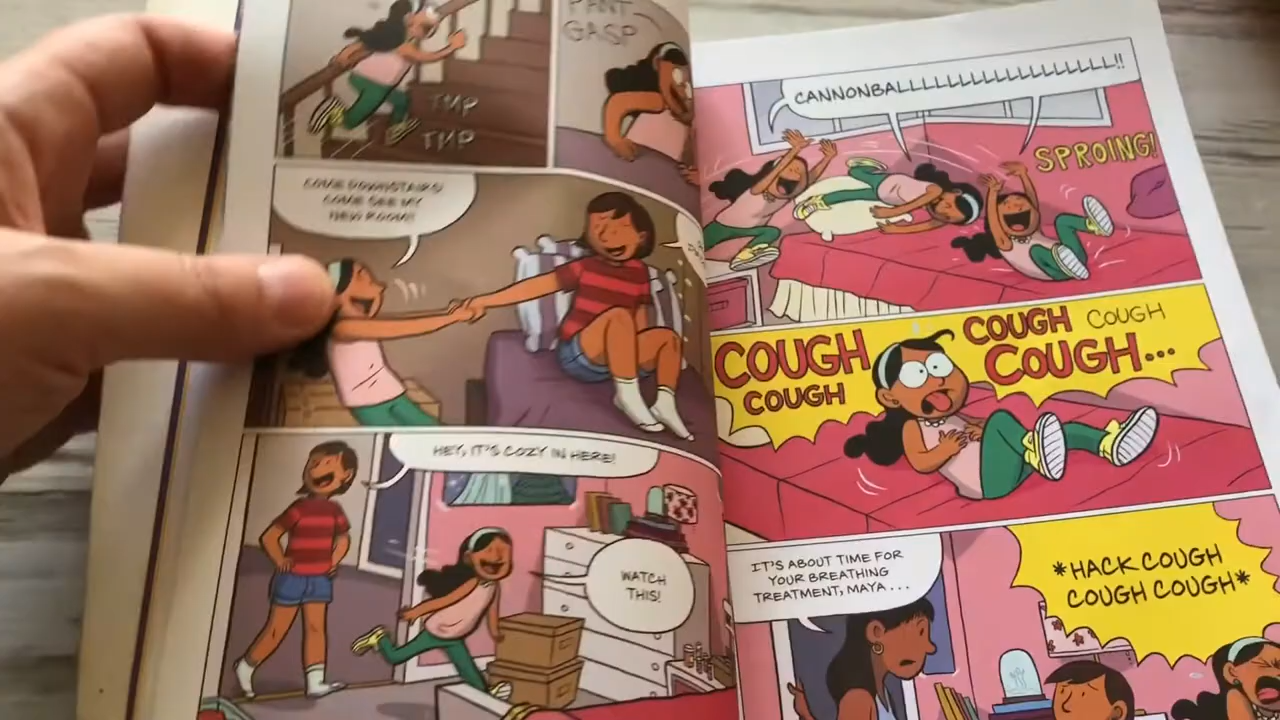 PANT
GASP
TMP
TMP
COME DOWNSTAIRS
COME SEE MY
NEW ROOM!
HEY, IT'S COZY IN HERE!
WATCH
THIS!
CANNONBALLLLLLLLLLLLLLLLLL!!
SPROING!
COUGH
COUGH
COUGH
COUGH
COUGH...
IT'S ABOUT TIME FOR
YOUR BREATHING
TREATMENT, MAYA...
*HACK COUGH
COUGH COUGH*